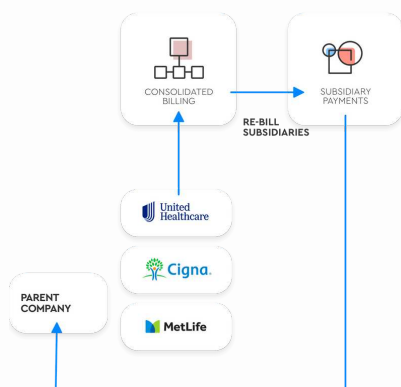 CONSOLIDATED
BILLING
SUBSIDIARY
PAYMENTS
RE-BILL
SUBSIDIARIES
United
Healthcare
Cigna.
PARENT
COMPANY
MetLife